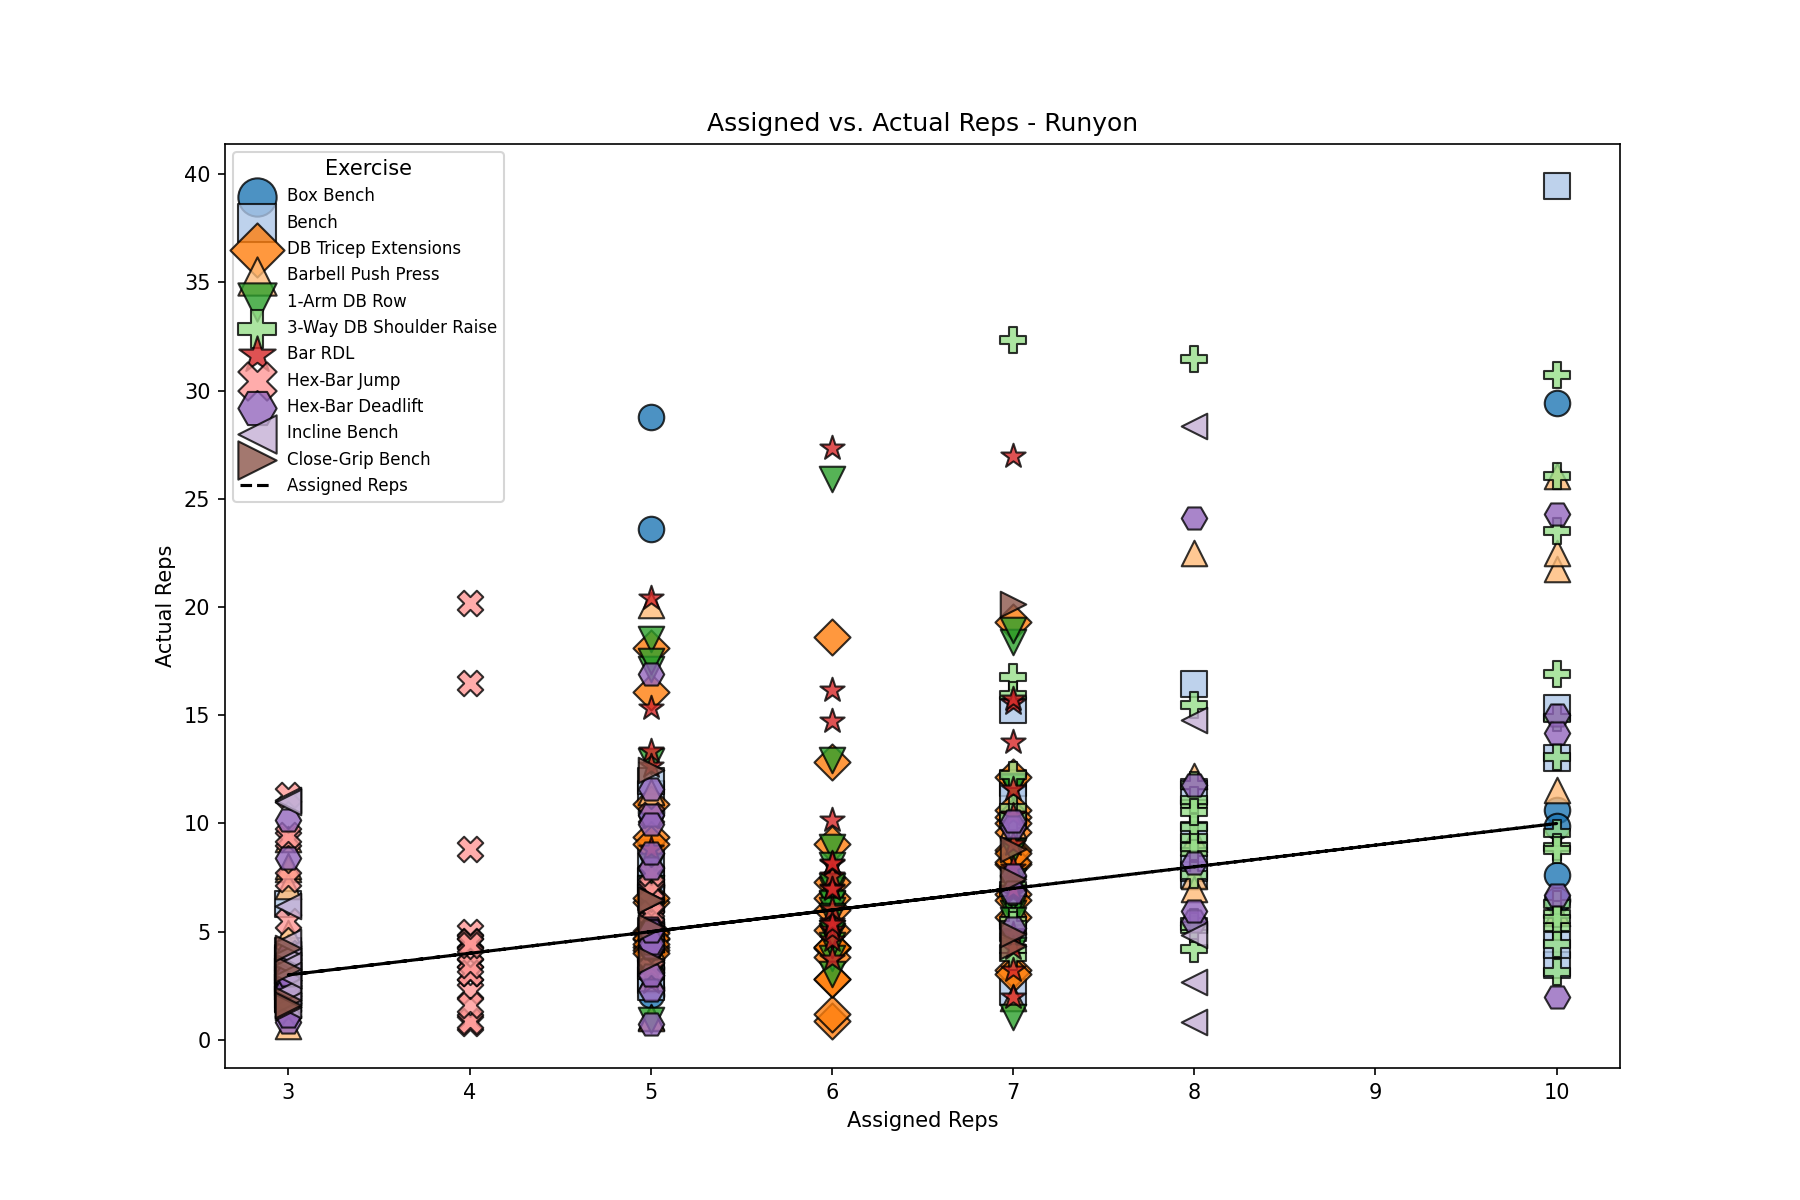 Assigned vs. Actual Reps - Runyon
Exercise
Box Bench
Bench
DB Tricep Extensions
Barbell Push Press
1-Arm DB Row
3-Way DB Shoulder Raise
Bar RDL
Hex-Bar Jump
Hex-Bar Deadlift
Incline Bench
Close-Grip Bench
Assigned Reps
40
35
30
25
20
15
10
5
0
Actual Reps
3 4 5 6 7 8 9 10
Assigned Reps